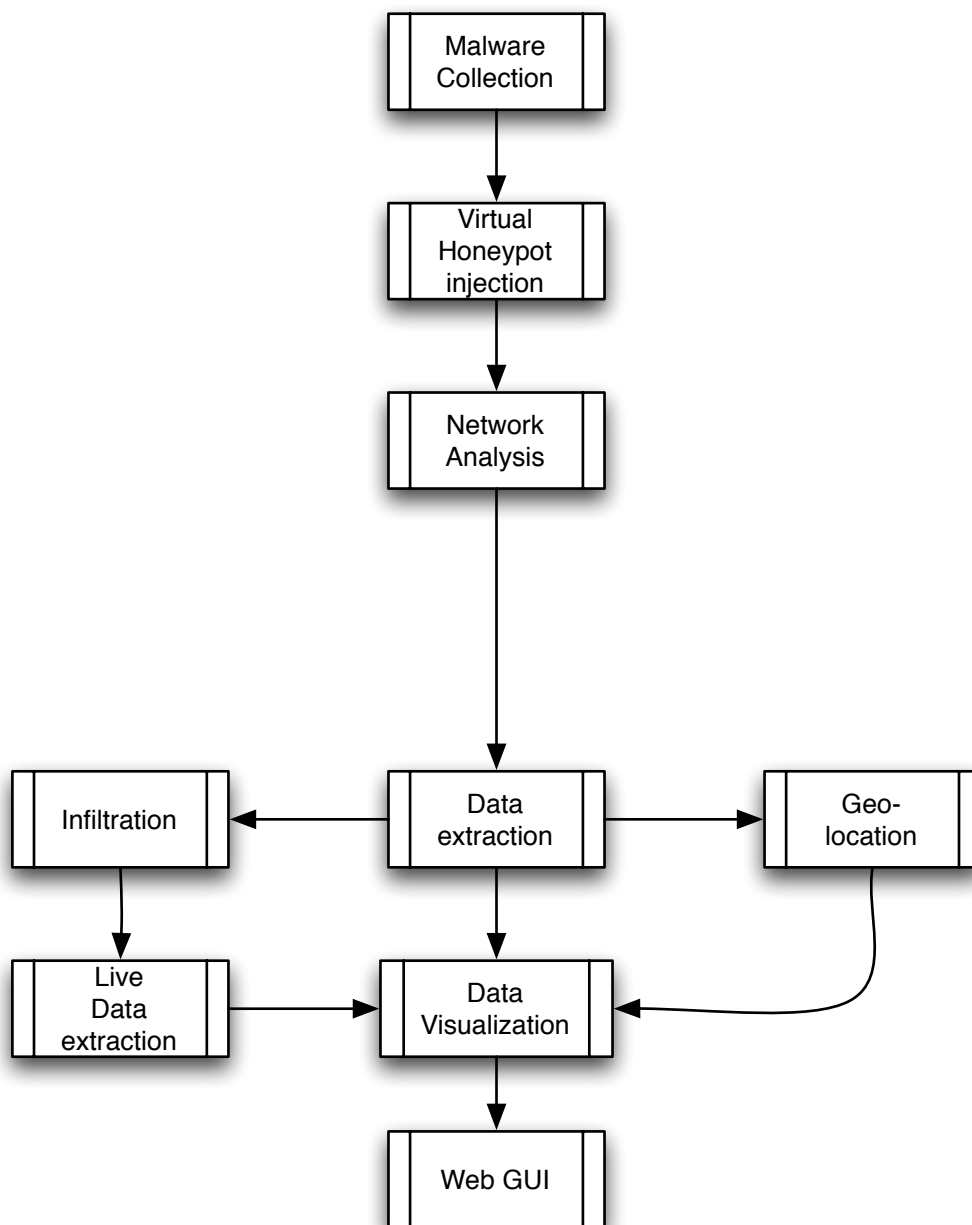 Malware
Collection
Virtual
Honeypot
injection
Network
Analysis
Infiltration
Data
extraction
Geo-
location
Live
Data
extraction
Data
Visualization
Web GUI